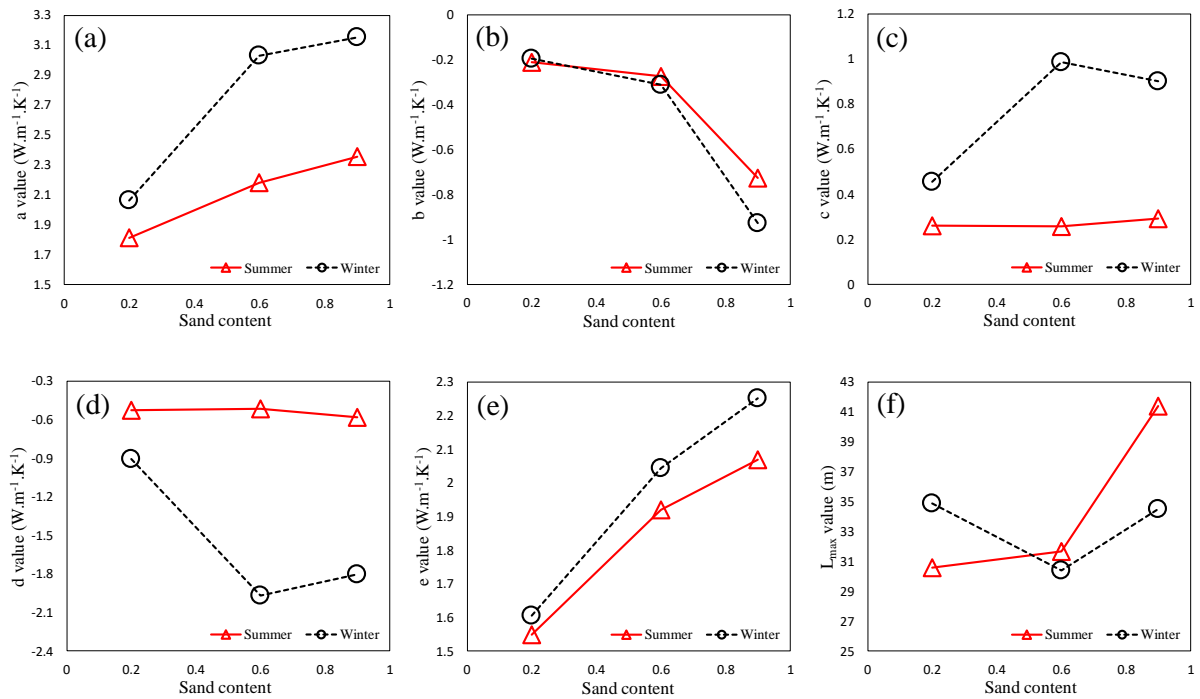 (a)
a value (W.m⁻¹.K⁻¹)
3.3
3.1
2.9
2.7
2.5
2.3
2.1
1.9
1.7
1.5
Summer Winter
0 0.2 0.4 0.6 0.8 1
Sand content
(b)
b value (W.m⁻¹.K⁻¹)
0
-0.2
-0.4
-0.6
-0.8
-1
-1.2
Summer Winter
0 0.2 0.4 0.6 0.8 1
Sand content
(c)
c value (W.m⁻¹.K⁻¹)
1.2
1
0.8
0.6
0.4
0.2
0
Summer Winter
0 0.2 0.4 0.6 0.8 1
Sand content
(d)
d value (W.m⁻¹.K⁻¹)
-0.3
-0.6
-0.9
-1.2
-1.5
-1.8
-2.1
-2.4
Summer Winter
0 0.2 0.4 0.6 0.8 1
Sand content
(e)
e value (W.m⁻¹.K⁻¹)
2.3
2.2
2.1
2
1.9
1.8
1.7
1.6
1.5
Summer Winter
0 0.2 0.4 0.6 0.8 1
Sand content
(f)
Lmax value (m)
43
41
39
37
35
33
31
29
27
25
Summer Winter
0 0.2 0.4 0.6 0.8 1
Sand content